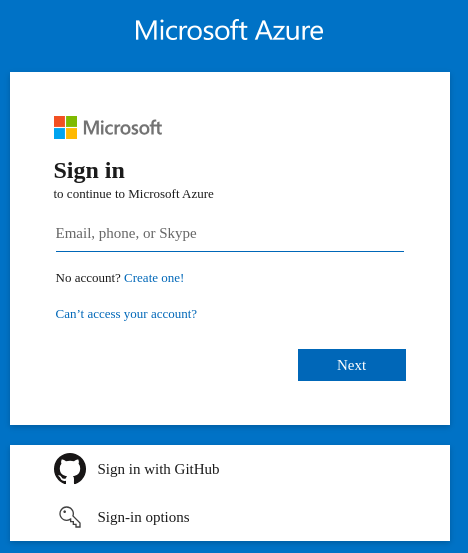 Microsoft Azure
Microsoft
Sign in
to continue to Microsoft Azure
Email, phone, or Skype
No account? Create one!
Can’t access your account?
Next
Sign in with GitHub
Sign-in options